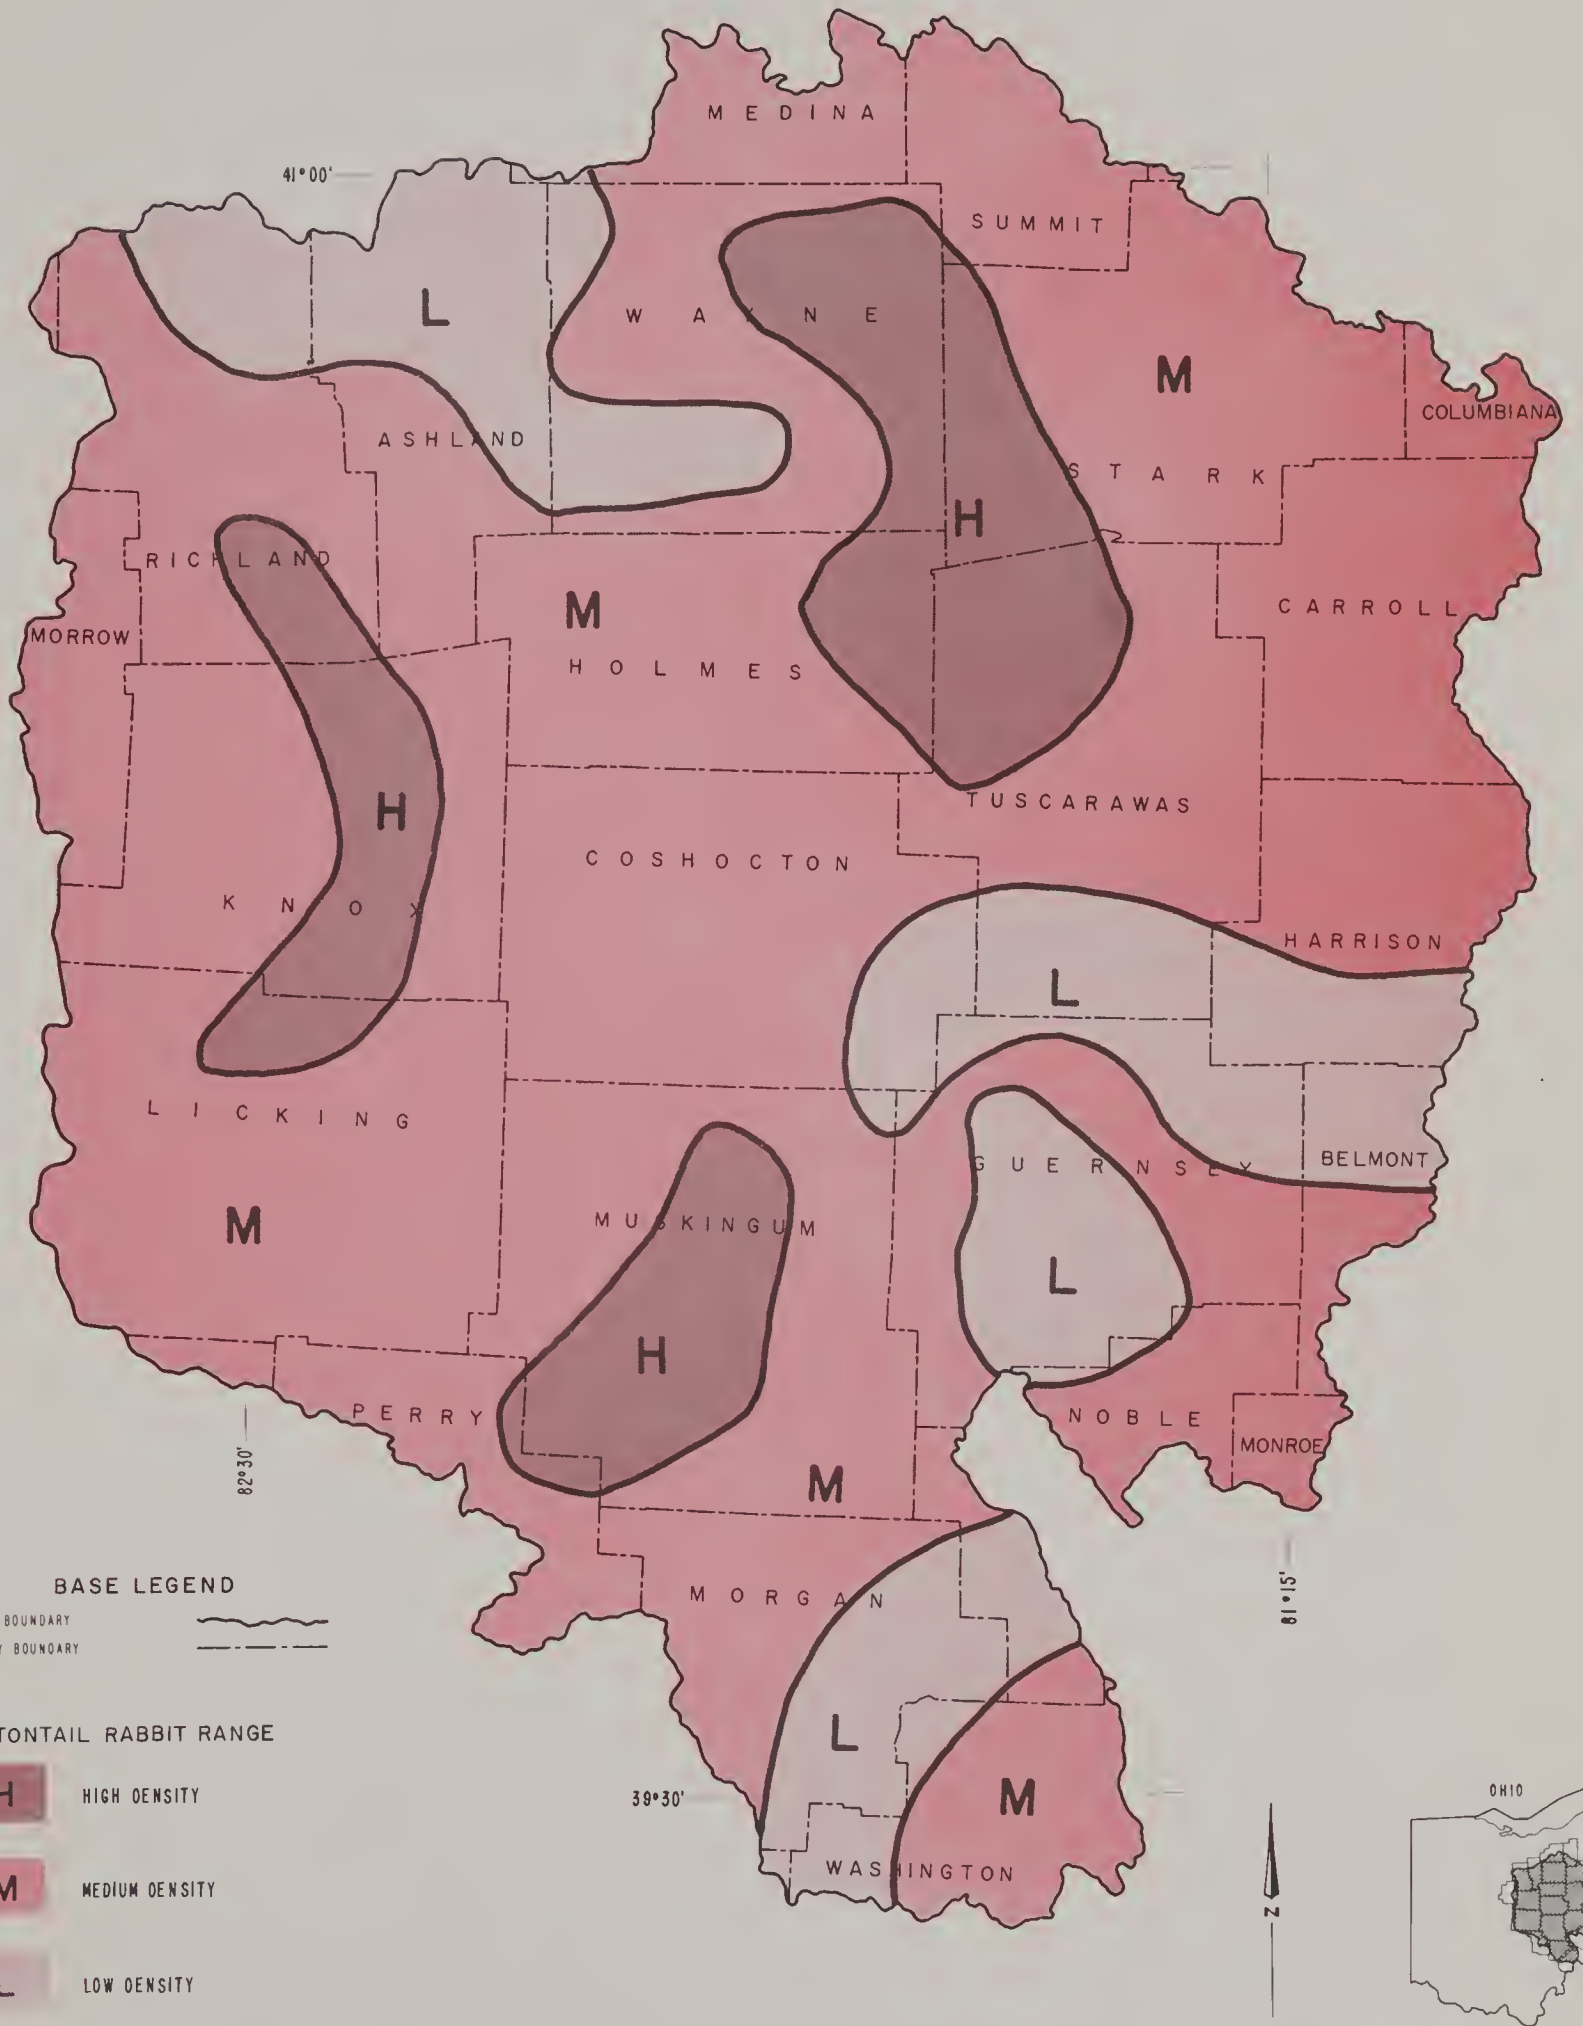 MEDINA
41°00'
SUMMIT
L
WAYNE
M
COLUMBIANA
ASHLAND
STARK
H
RICHLAND
M
CARROLL
MORROW
HOLMES
H
TUSCARAWAS
COSHOCTON
KNOX
HARRISON
L
LICKING
GUERNSEY
BELMONT
M
MUSKINGUM
L
H
PERRY
NOBLE
MONROE
82°30'
M
BASE LEGEND
BOUNDARY
BOUNDARY
MORGAN
81°15'
TONTAIL RABBIT RANGE
L
H HIGH DENSITY
39°30'
M
OHIO
M MEDIUM DENSITY
WASHINGTON
N
L LOW DENSITY